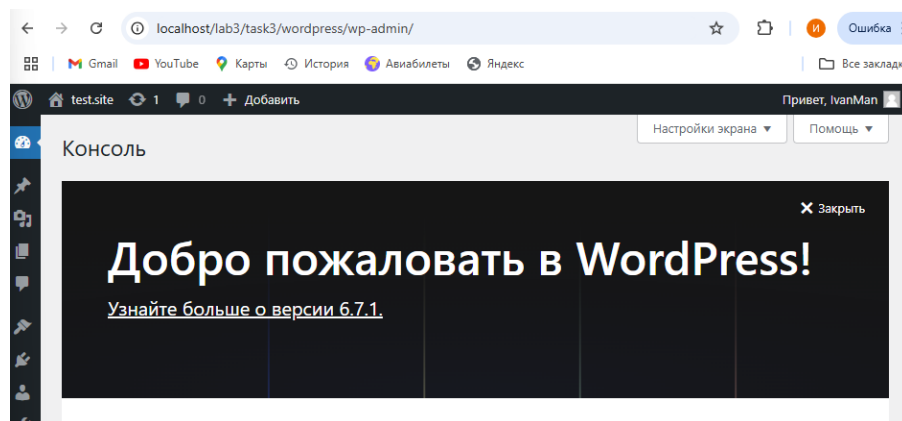 localhost/lab3/task3/wordpress/wp-admin/
И
Ошибка
Gmail YouTube Карты История Авиабилеты Яндекс
Все закладк
test.site 1 0 Добавить
Привет, IvanMan
Настройки экрана ▼ Помощь ▼
Консоль
Закрыть
Добро пожаловать в WordPress!
Узнайте больше о версии 6.7.1.